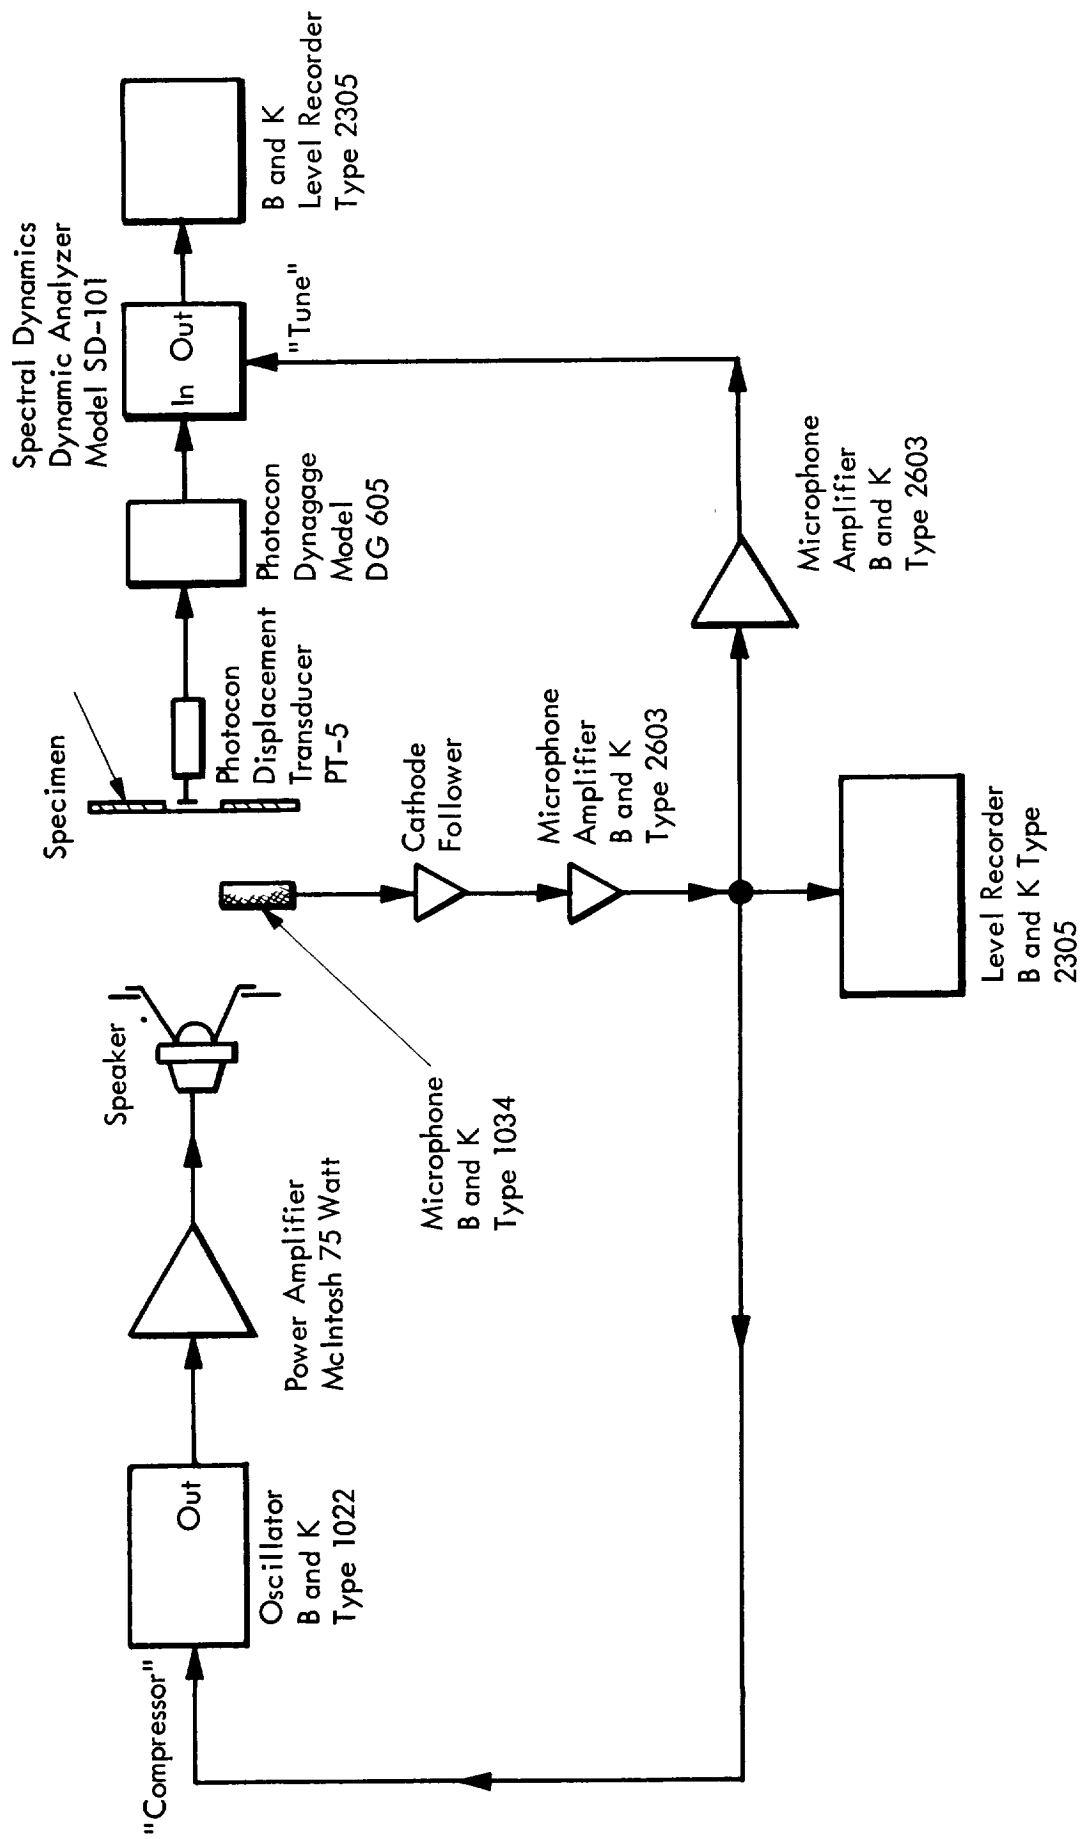 "Compressor"
Out
Oscillator
B and K
Type 1022
Power Amplifier
McIntosh 75 Watt
Speaker
Microphone
B and K
Type 1034
Specimen
Photocon
Displacement
Transducer
PT-5
Photocon
Dynagage
Model
DG 605
Spectral Dynamics
Dynamic Analyzer
Model SD-101
In Out
"Tune"
B and K
Level Recorder
Type 2305
Cathode
Follower
Microphone
Amplifier
B and K
Type 2603
Microphone
Amplifier
B and K
Type 2603
Level Recorder
B and K Type
2305